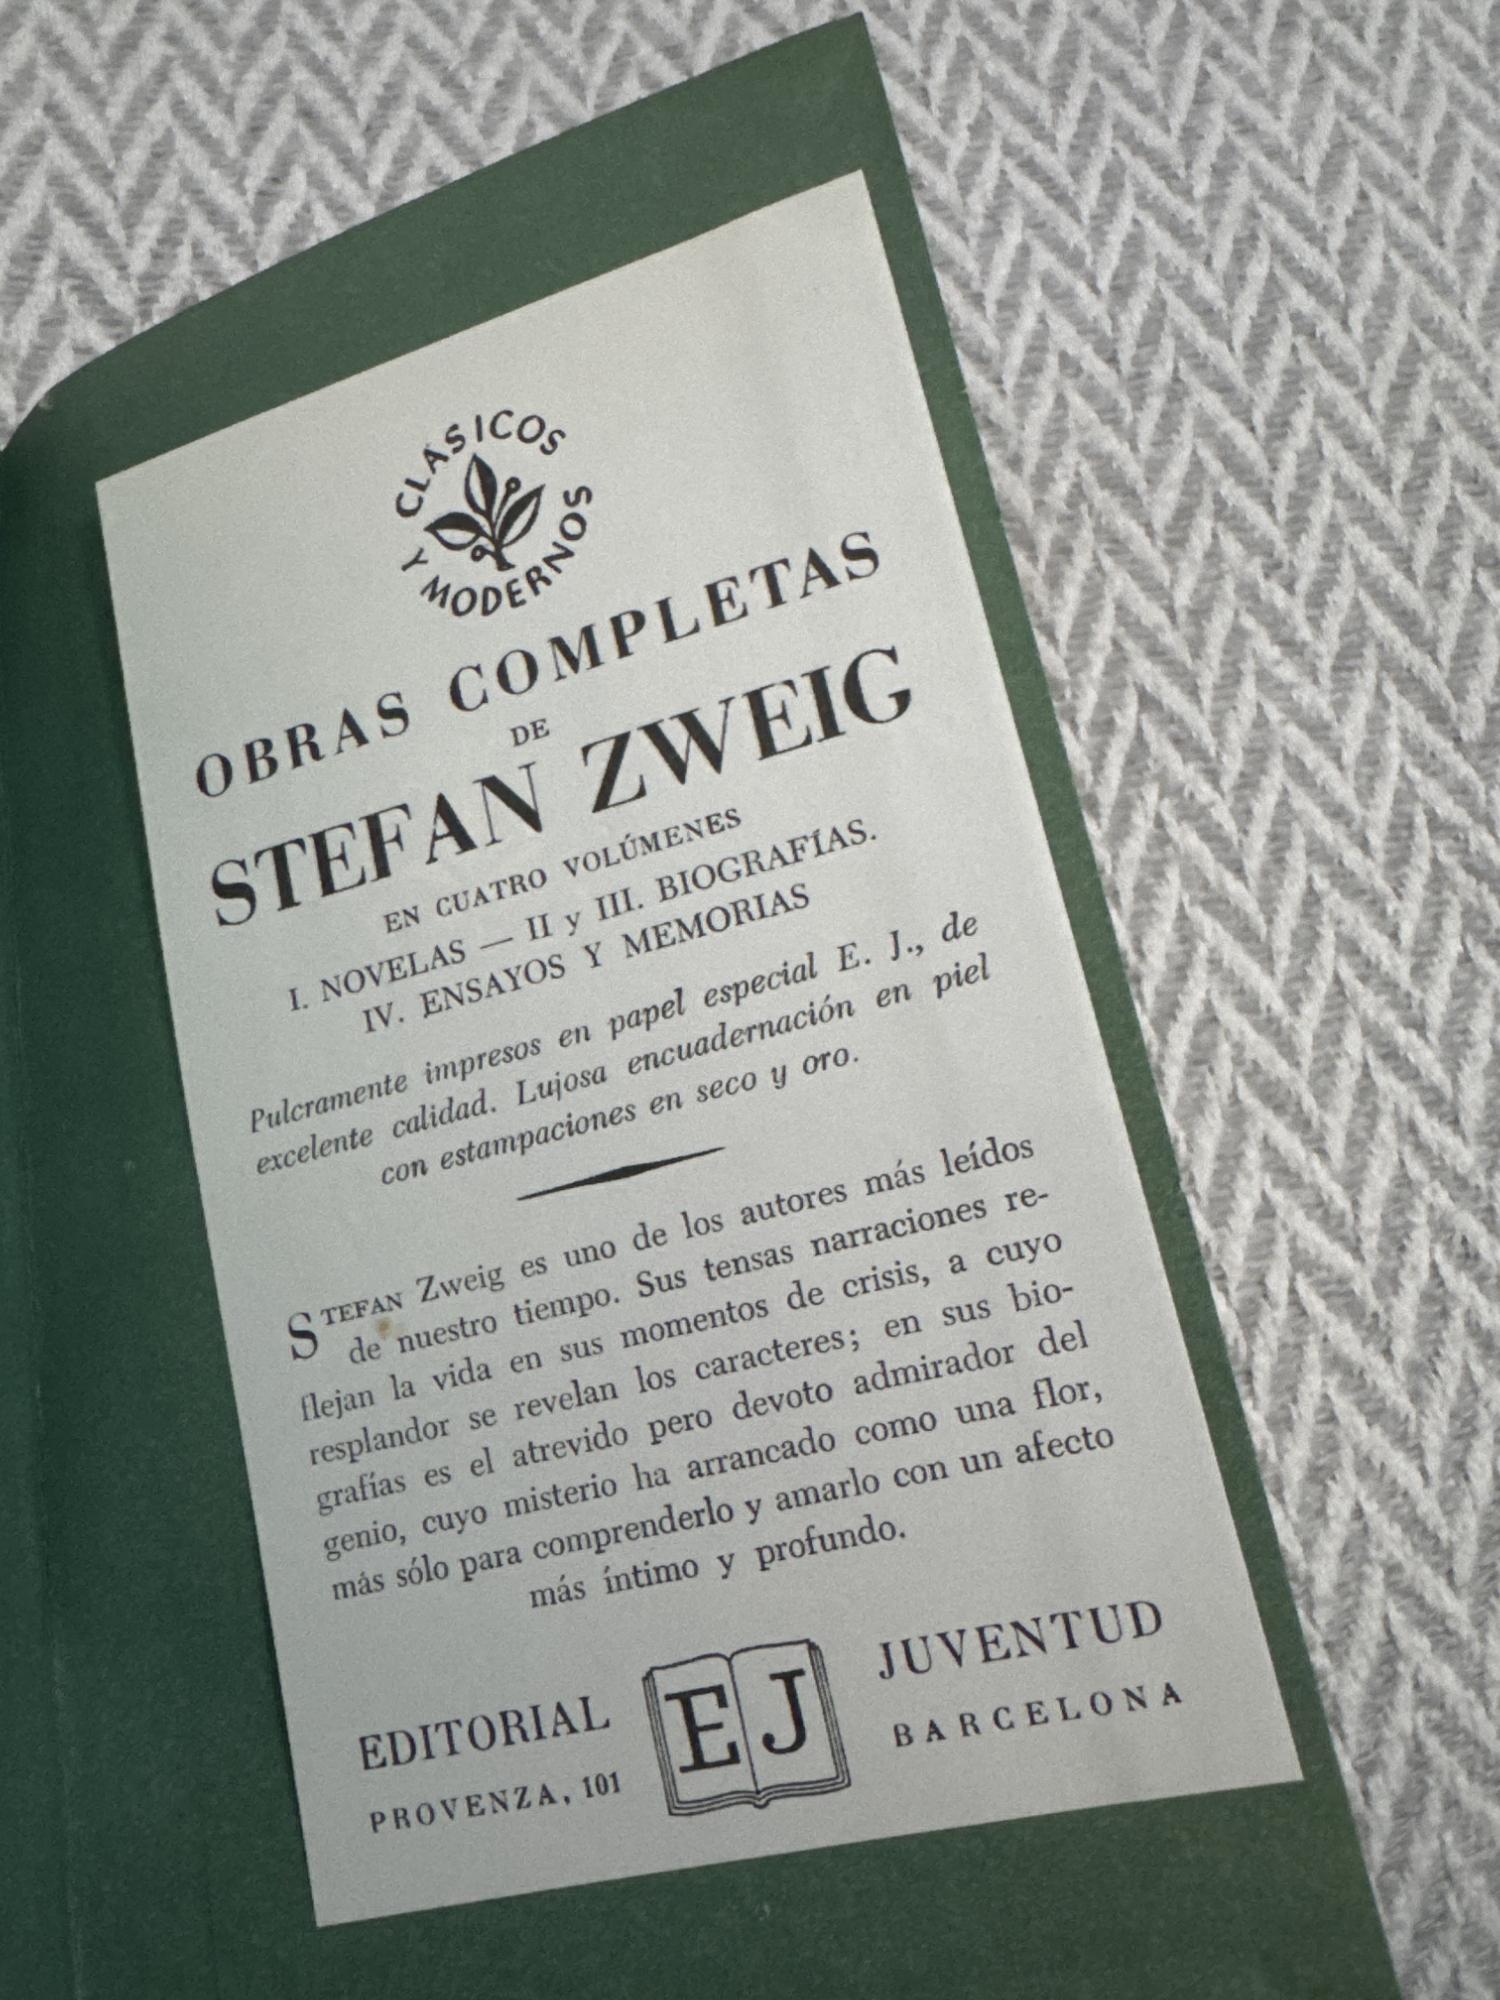 CLÁSICOS
Y MODERNOS
OBRAS COMPLETAS
DE
STEFAN ZWEIG
EN CUATRO VOLÚMENES
I. NOVELAS — II y III. BIOGRAFÍAS.
IV. ENSAYOS Y MEMORIAS
Pulcramente impresos en papel especial E. J., de
excelente calidad. Lujosa encuadernación en piel
con estampaciones en seco y oro.
STEFAN Zweig es uno de los autores más leídos
de nuestro tiempo. Sus tensas narraciones re-
flejan la vida en sus momentos de crisis, a cuyo
resplandor se revelan los caracteres; en sus bio-
grafías es el atrevido pero devoto admirador del
genio, cuyo misterio ha arrancado como una flor,
más sólo para comprenderlo y amarlo con un afecto
más íntimo y profundo.
EDITORIAL EJ JUVENTUD
PROVENZA, 101 BARCELONA